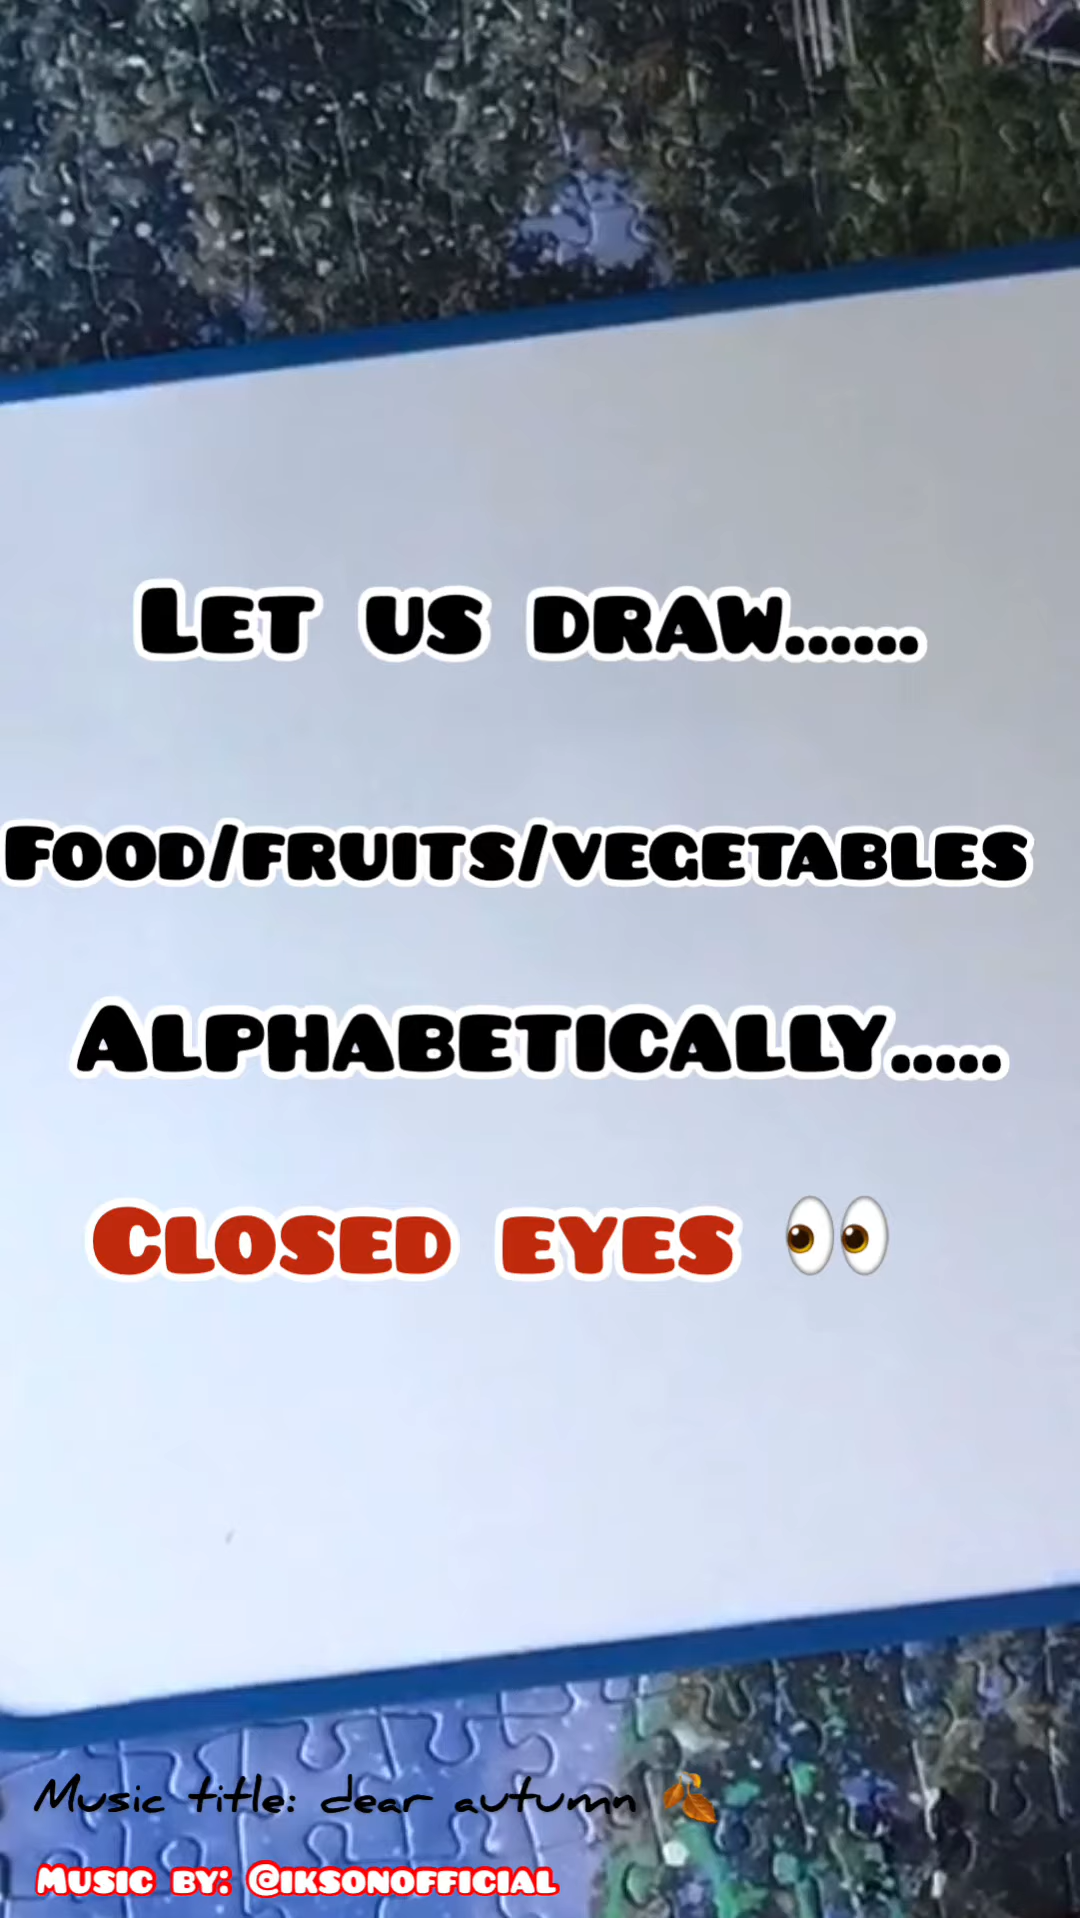 Let us draw......
Food/fruits/vegetables
Alphabetically.....
Closed eyes 👀
Music title: dear autumn 🍂
Music by: @iksonofficial